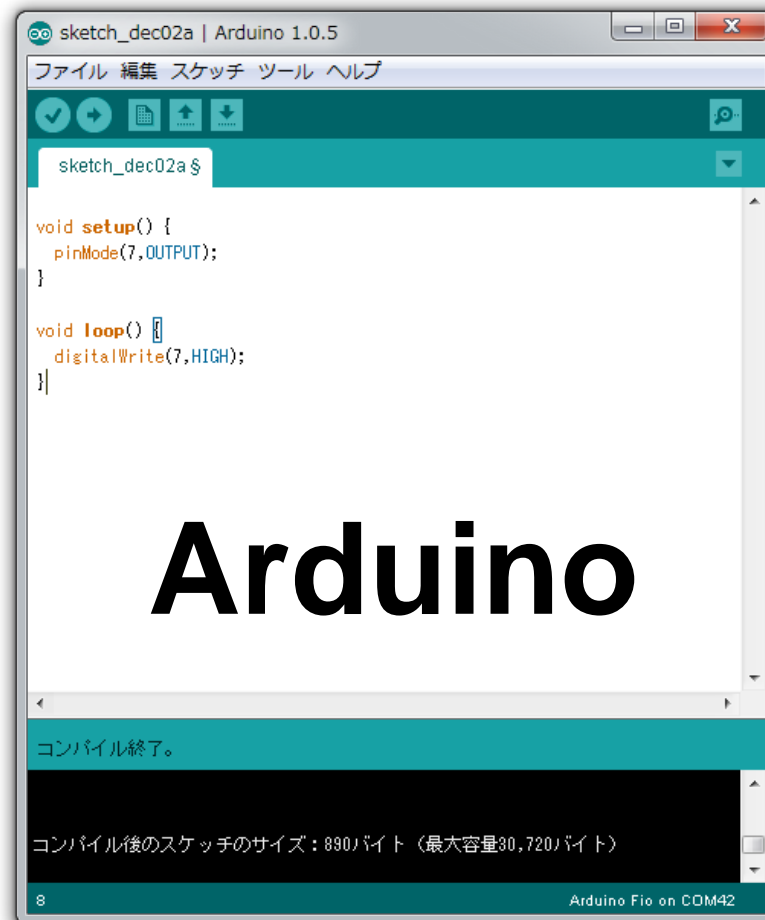 sketch_dec02a | Arduino 1.0.5
ファイル 編集 スケッチ ツール ヘルプ
sketch_dec02a §
void setup() {
  pinMode(7,OUTPUT);
}
void loop() {
  digitalWrite(7,HIGH);
}
Arduino
コンパイル終了。
コンパイル後のスケッチのサイズ：890バイト（最大容量30,720バイト）
8 Arduino Fio on COM42